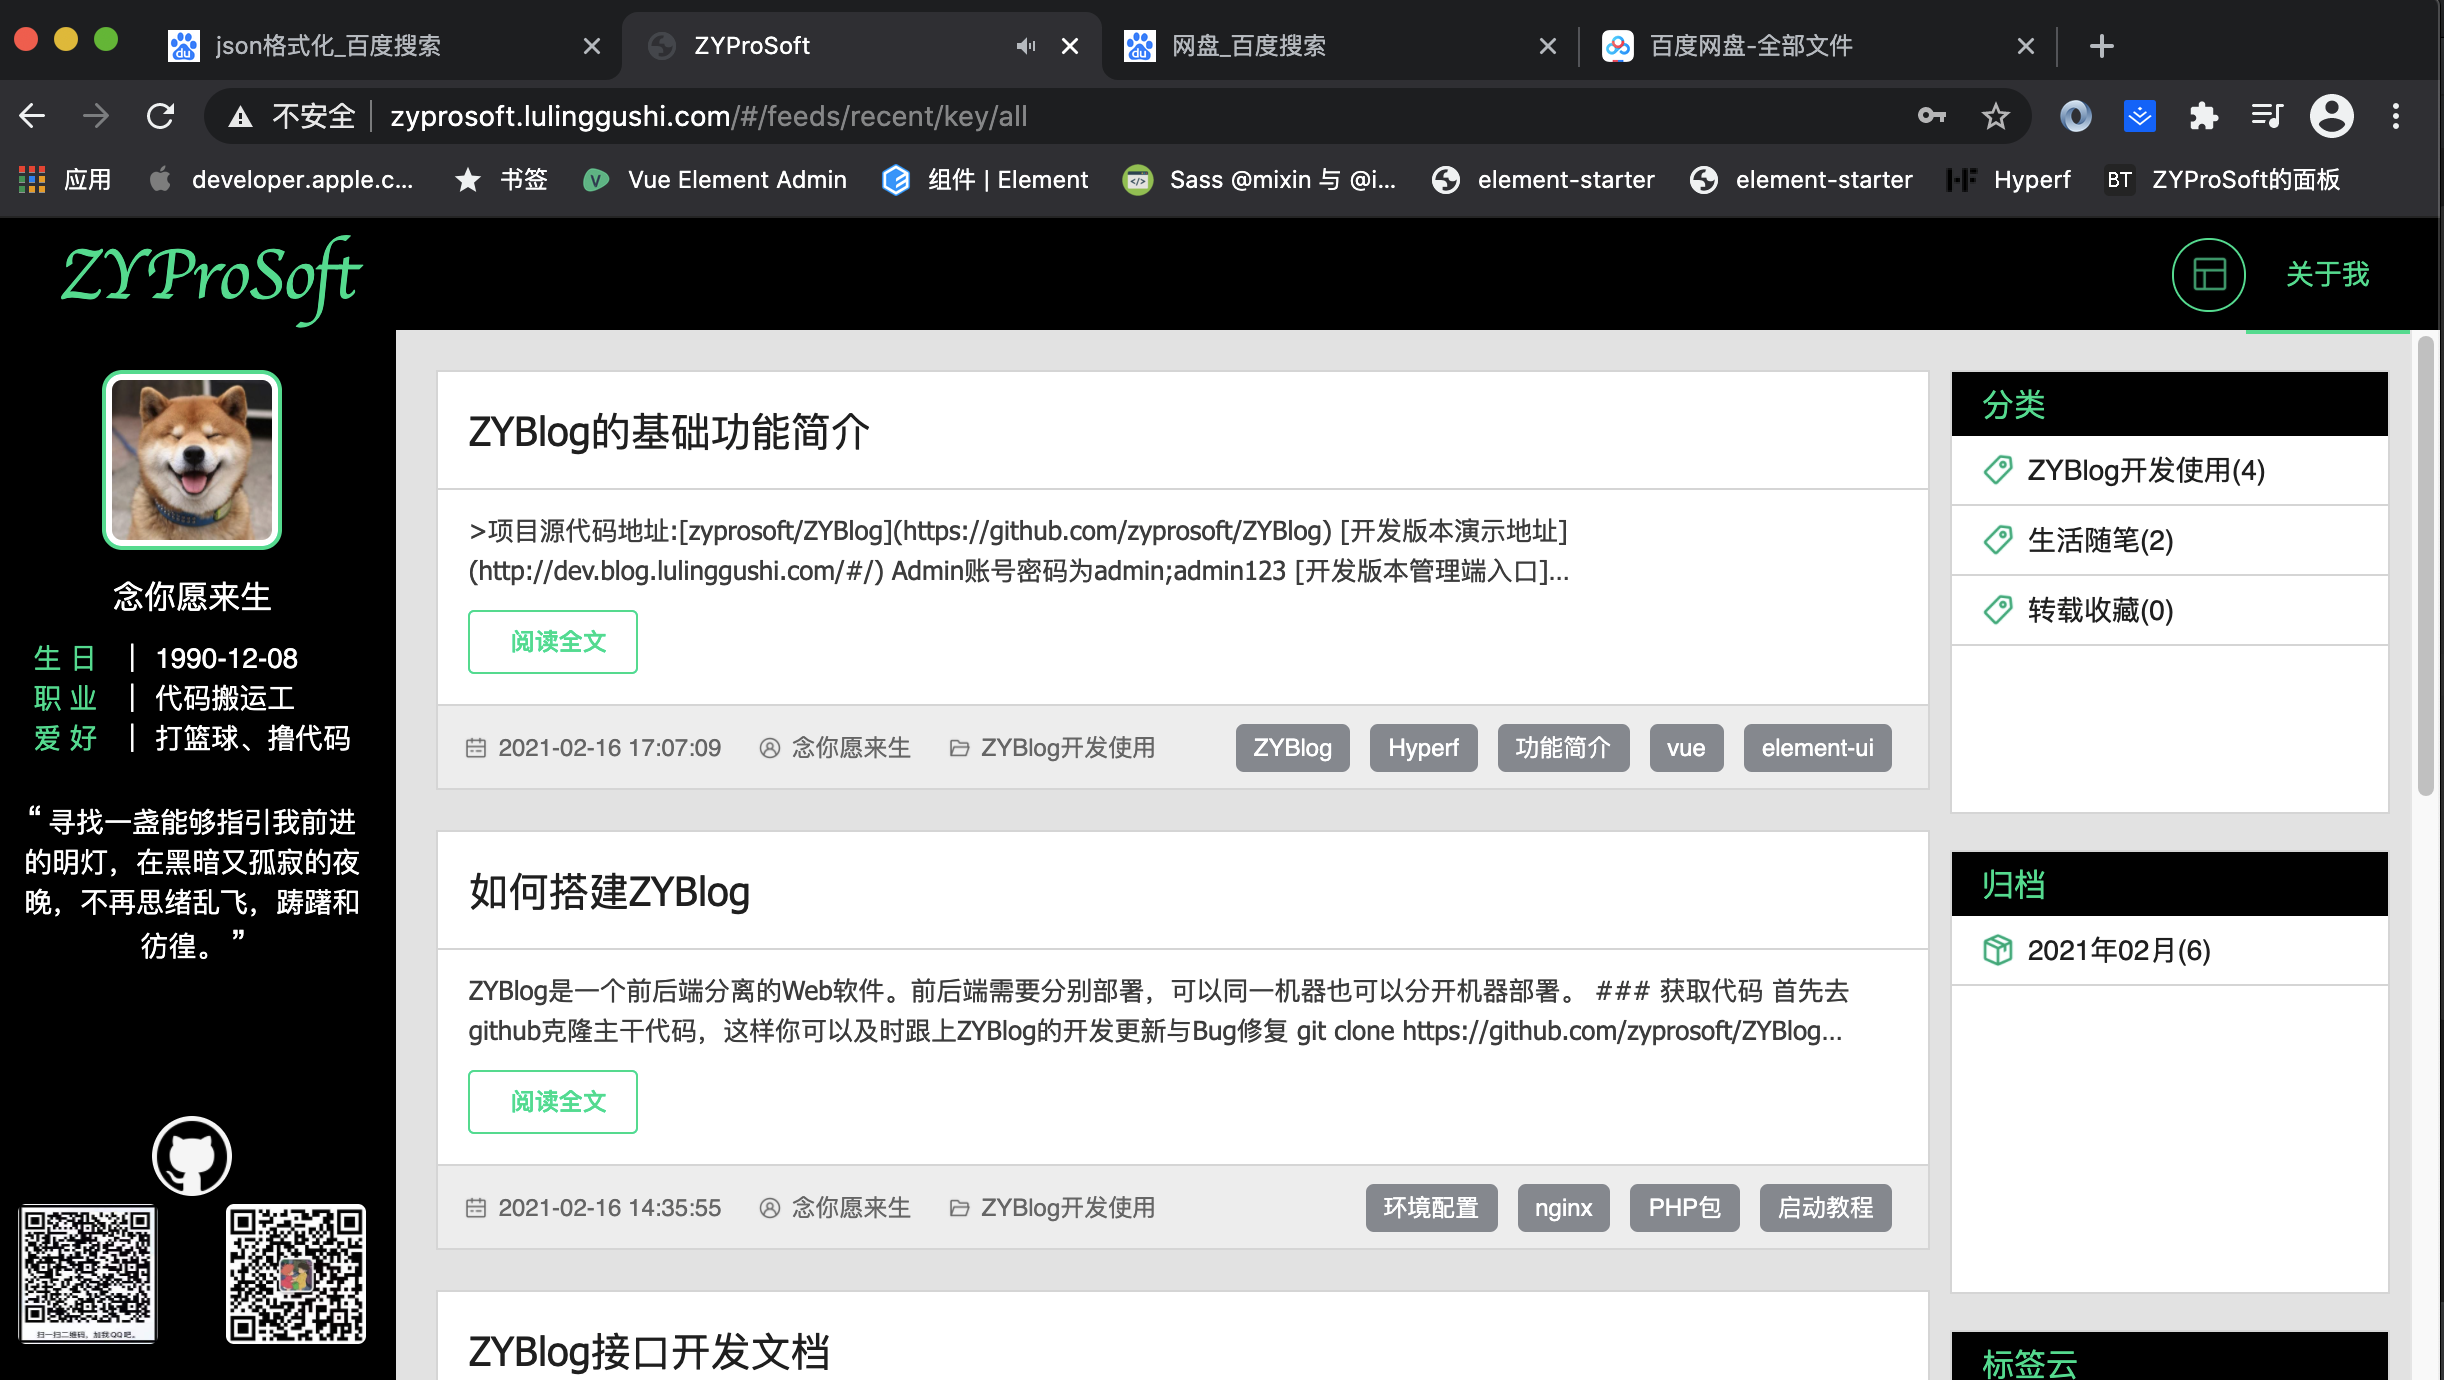 json格式化_百度搜索
ZYProSoft
网盘_百度搜索
百度网盘-全部文件
不安全
zyprosoft.lulinggushi.com/#/feeds/recent/key/all
应用
developer.apple.c...
书签
Vue Element Admin
组件 | Element
Sass @mixin 与 @i...
element-starter
element-starter
Hyperf
BT ZYProSoft的面板
ZYProSoft
关于我
念你愿来生
生 日 | 1990-12-08
职 业 | 代码搬运工
爱 好 | 打篮球、撸代码
“寻找一盏能够指引我前进
的明灯，在黑暗又孤寂的夜
晚，不再思绪乱飞，踌躇和
彷徨。”
扫一扫二维码，加我QQ吧。
ZYBlog的基础功能简介
>项目源代码地址:[zyprosoft/ZYBlog](https://github.com/zyprosoft/ZYBlog) [开发版本演示地址]
(http://dev.blog.lulinggushi.com/#/) Admin账号密码为admin;admin123 [开发版本管理端入口]...
阅读全文
2021-02-16 17:07:09 念你愿来生 ZYBlog开发使用 ZYBlog Hyperf 功能简介 vue element-ui
如何搭建ZYBlog
ZYBlog是一个前后端分离的Web软件。前后端需要分别部署，可以同一机器也可以分开机器部署。 ### 获取代码 首先去
github克隆主干代码，这样你可以及时跟上ZYBlog的开发更新与Bug修复 git clone https://github.com/zyprosoft/ZYBlog...
阅读全文
2021-02-16 14:35:55 念你愿来生 ZYBlog开发使用 环境配置 nginx PHP包 启动教程
ZYBlog接口开发文档
分类
ZYBlog开发使用(4)
生活随笔(2)
转载收藏(0)
归档
2021年02月(6)
标签云